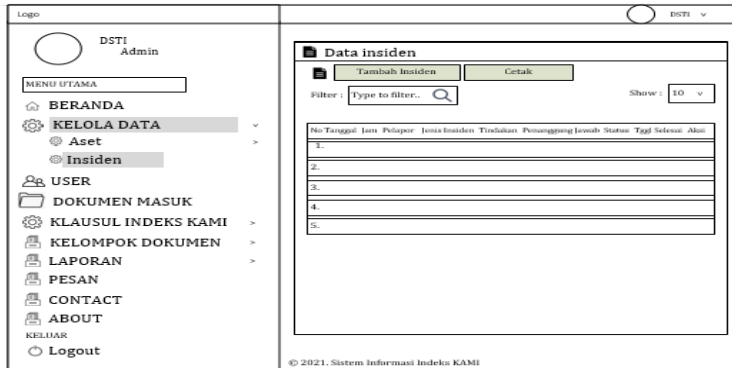 Logo
DSTI v
DSTI
Admin
MENU UTAMA
BERANDA
KELOLA DATA
Aset
Insiden
USER
DOKUMEN MASUK
KLAUSUL INDEKS KAMI
KELOMPOK DOKUMEN
LAPORAN
PESAN
CONTACT
ABOUT
KELUAR
Logout
Data insiden
Tambah Insiden Cetak
Filter : Type to filter.. Show : 10 v
No Tanggal Jam Pelapor Jenis Insiden Tindakan Penanggung Jawab Status Tggl Selesai Aksi
1.
2.
3.
4.
5.
© 2021. Sistem Informasi Indeks KAMI